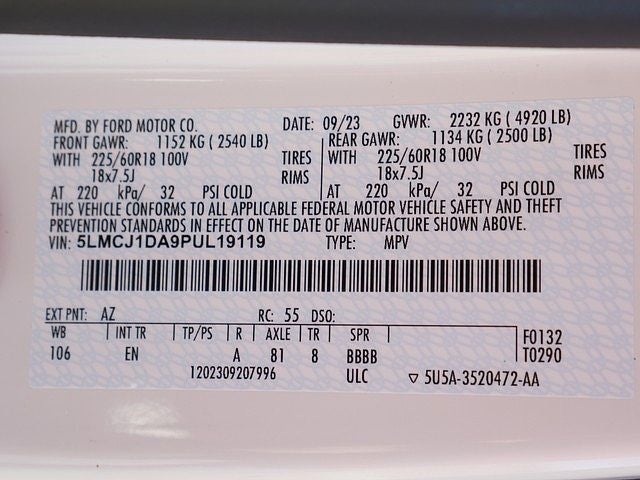 MFD. BY FORD MOTOR CO. DATE: 09/23 GVWR: 2232 KG ( 4920 LB)
FRONT GAWR: 1152 KG ( 2540 LB) REAR GAWR: 1134 KG ( 2500 LB)
WITH 225/60R18 100V TIRES WITH 225/60R18 100V TIRES
18x7.5J RIMS 18x7.5J RIMS
AT 220 kPa/ 32 PSI COLD AT 220 kPa/ 32 PSI COLD
THIS VEHICLE CONFORMS TO ALL APPLICABLE FEDERAL MOTOR VEHICLE SAFETY AND THEFT
PREVENTION STANDARDS IN EFFECT ON THE DATE OF MANUFACTURE SHOWN ABOVE.
VIN: 5LMCJ1DA9PUL19119 TYPE: MPV
EXT PNT: AZ RC: 55 DSO:
WB INT TR TP/PS R AXLE TR SPR F0132
106 EN A 81 8 BBBB T0290
1202309207996 ULC ▽ 5U5A-3520472-AA